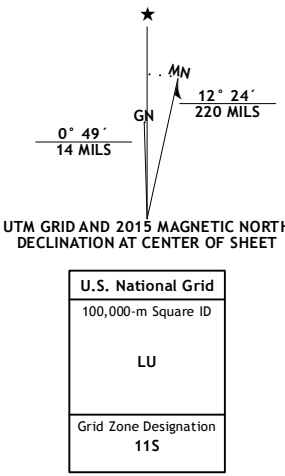 ★
MN
12° 24´
220 MILS
GN
0° 49´
14 MILS
UTM GRID AND 2015 MAGNETIC NORTH
DECLINATION AT CENTER OF SHEET
U.S. National Grid
100,000-m Square ID
LU
Grid Zone Designation
11S